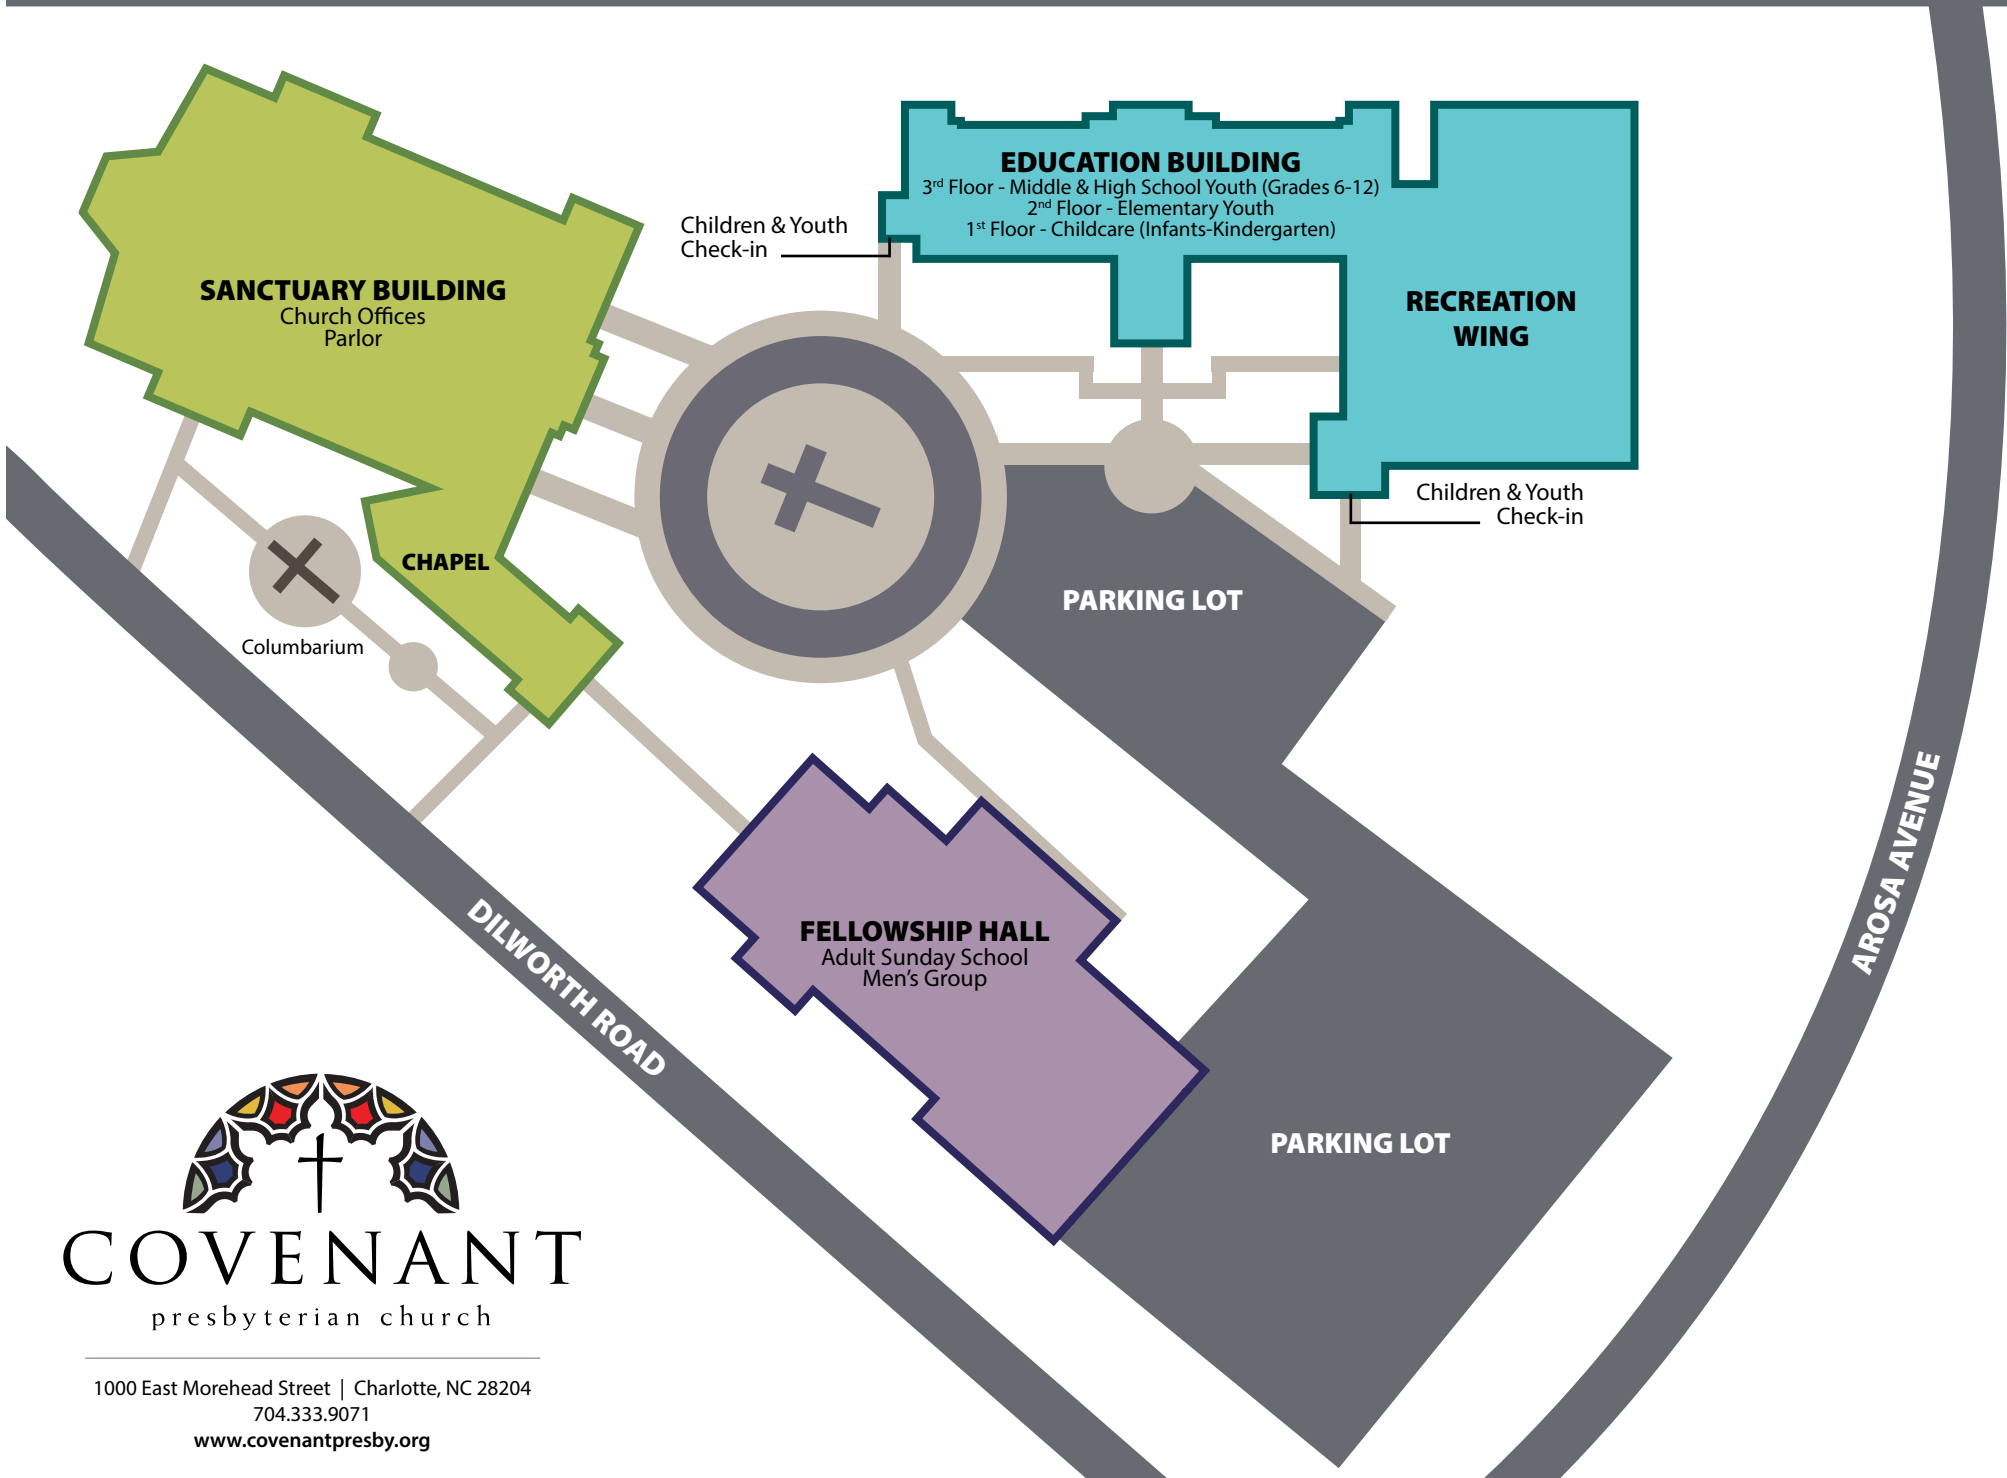 EDUCATION BUILDING
3rd Floor - Middle & High School Youth (Grades 6-12)
2nd Floor - Elementary Youth
1st Floor - Childcare (Infants-Kindergarten)
Children & Youth
Check-in
SANCTUARY BUILDING
Church Offices
Parlor
RECREATION
WING
Children & Youth
Check-in
CHAPEL
PARKING LOT
Columbarium
AROSA AVENUE
FELLOWSHIP HALL
Adult Sunday School
Men's Group
DILWORTH ROAD
PARKING LOT
COVENANT
presbyterian church
1000 East Morehead Street | Charlotte, NC 28204
704.333.9071
www.covenantpresby.org